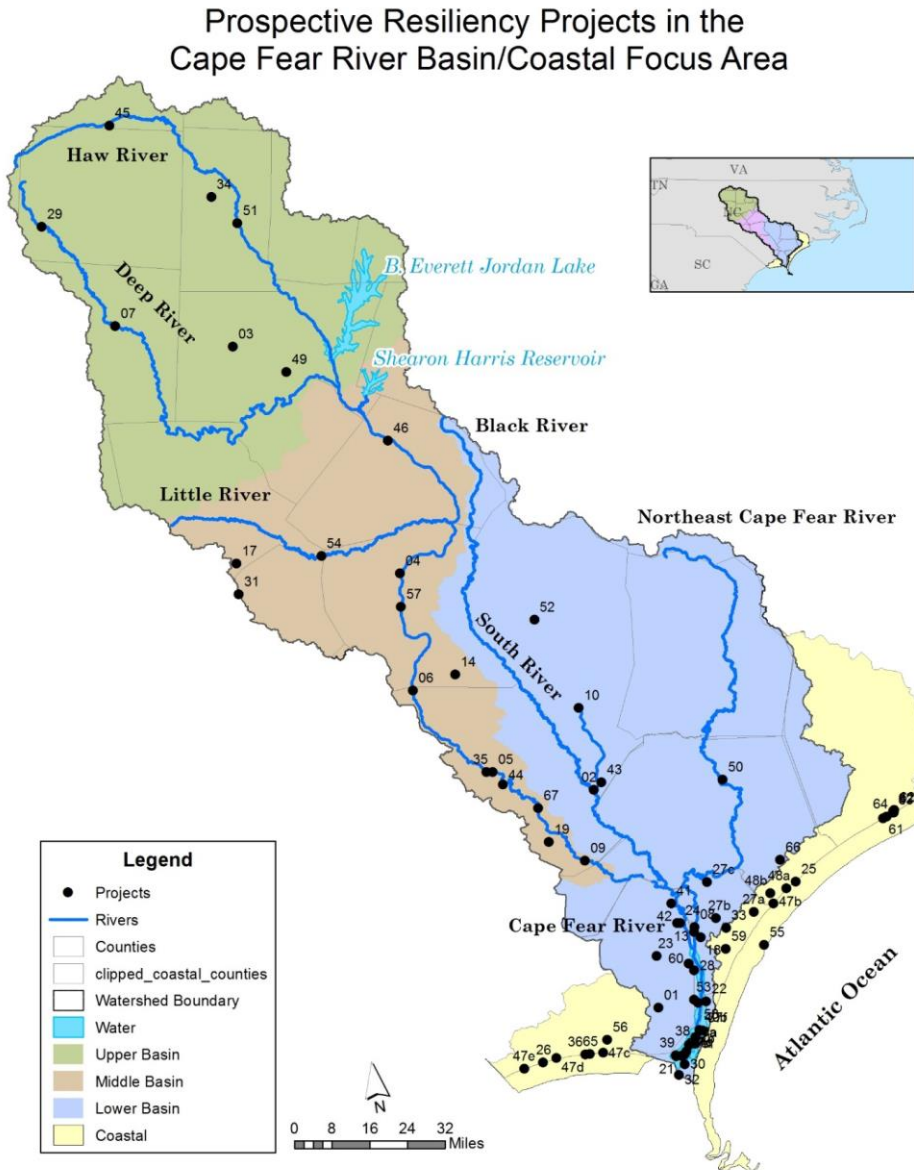 Prospective Resiliency Projects in the
Cape Fear River Basin/Coastal Focus Area
45
Haw River
34
51
29
Deep River
07
03
49
B. Everett Jordan Lake
Shearon Harris Reservoir
VA
TN
NC
SC
GA
46
Black River
Little River
Northeast Cape Fear River
17
54
31
04
57
52
South River
14
06
10
35
05
44
02
43
50
67
19
09
64
62
61
66
27c
48b
48a
25
41
27a
47b
42
24
08
27b
33
Cape Fear River
13
18
59
55
23
60
28
01
53
22
Atlantic Ocean
56
38
39
36
65
47c
26
47e
47d
21
30
32
N
0
8
16
24
32
Miles
Legend
Projects
Rivers
Counties
clipped_coastal_counties
Watershed Boundary
Water
Upper Basin
Middle Basin
Lower Basin
Coastal